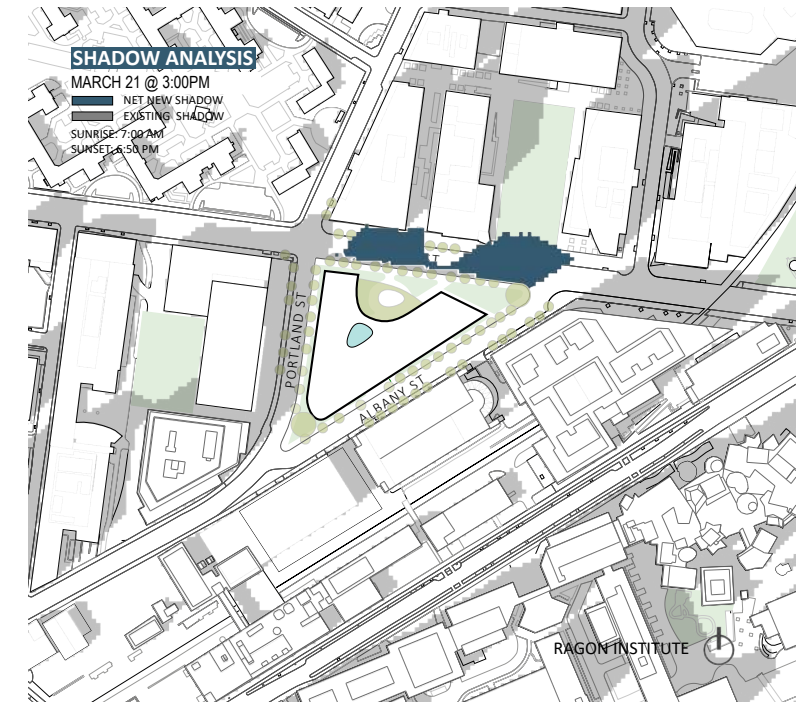 SHADOW ANALYSIS
MARCH 21 @ 3:00PM
NET NEW SHADOW
EXISTING SHADOW
SUNRISE: 7:00 AM
SUNSET: 6:50 PM
PORTLAND ST
ALBANY ST
RAGON INSTITUTE